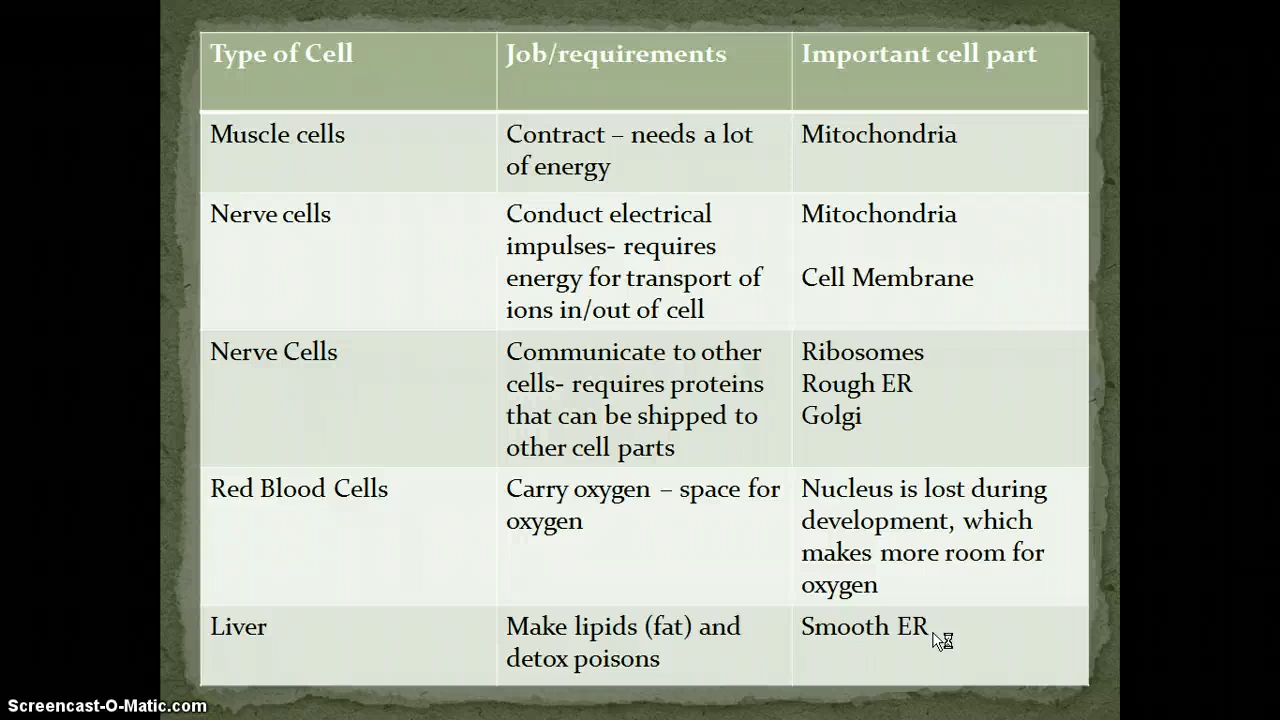 Type of Cell
Job/requirements
Important cell part
Muscle cells
Contract – needs a lot
of energy
Mitochondria
Nerve cells
Conduct electrical
impulses- requires
energy for transport of
ions in/out of cell
Mitochondria
Cell Membrane
Nerve Cells
Communicate to other
cells- requires proteins
that can be shipped to
other cell parts
Ribosomes
Rough ER
Golgi
Red Blood Cells
Carry oxygen – space for
oxygen
Nucleus is lost during
development, which
makes more room for
oxygen
Liver
Make lipids (fat) and
detox poisons
Smooth ER
Screencast-O-Matic.com